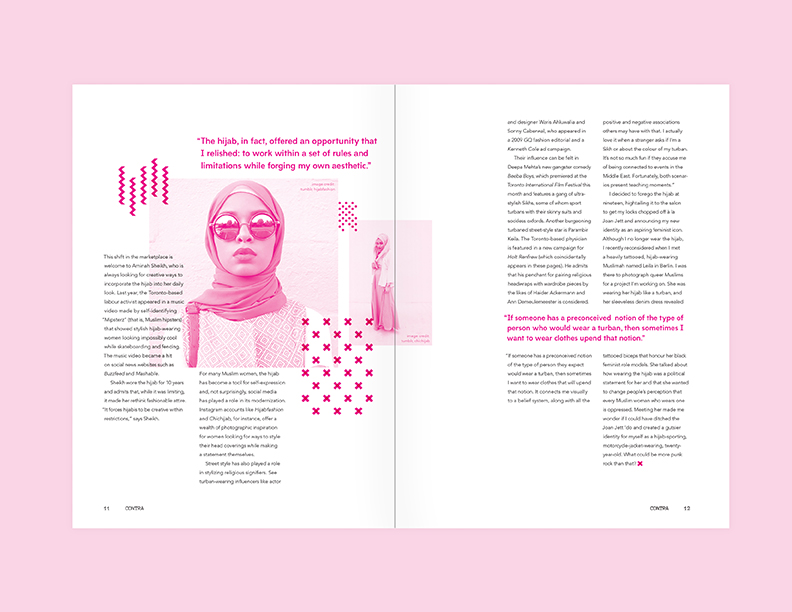 “The hijab, in fact, offered an opportunity that
I relished: to work within a set of rules and
limitations while forging my own aesthetic.”
image credit:
tumblr, hijabfashion
This shift in the marketplace is
welcome to Amirah Sheikh, who is
always looking for creative ways to
incorporate the hijab into her daily
look. Last year, the Toronto-based
labour activist appeared in a music
video made by self-identifying
“Mipsterz” (that is, Muslim hipsters)
that showed stylish hijab-wearing
women looking impossibly cool
while skateboarding and fencing.
The music video became a hit
on social news websites such as
Buzzfeed and Mashable.
Sheikh wore the hijab for 10 years
and admits that, while it was limiting,
it made her rethink fashionable attire.
“It forces hijabis to be creative within
restrictions,” says Sheikh.
image credit:
tumblr, chichijab
For many Muslim women, the hijab
has become a tool for self-expression
and, not surprisingly, social media
has played a role in its modernization.
Instagram accounts like Hijabfashion
and Chichijab, for instance, offer a
wealth of photographic inspiration
for women looking for ways to style
their head coverings while making
a statement themselves.
Street style has also played a role
in stylizing religious signifiers. See
turban-wearing influencers like actor
11 CONTRA
and designer Waris Ahluwalia and
Sonny Caberwal, who appeared in
a 2009 GQ fashion editorial and a
Kenneth Cole ad campaign.
Their influence can be felt in
Deepa Mehta’s new gangster comedy
Beeba Boys, which premiered at the
Toronto International Film Festival this
month and features a gang of ultra-
stylish Sikhs, some of whom sport
turbans with their skinny suits and
sockless oxfords. Another burgeoning
turbaned street-style star is Parambir
Keila. The Toronto-based physician
is featured in a new campaign for
Holt Renfrew (which coincidentally
appears in these pages). He admits
that his penchant for pairing religious
headwraps with wardrobe pieces by
the likes of Haider Ackermann and
Ann Demeulemeester is considered.
positive and negative associations
others may have with that. I actually
love it when a stranger asks if I’m a
Sikh or about the colour of my turban.
It’s not so much fun if they accuse me
of being connected to events in the
Middle East. Fortunately, both scenar-
ios present teaching moments.”
I decided to forego the hijab at
nineteen, hightailing it to the salon
to get my locks chopped off à la
Joan Jett and announcing my new
identity as an aspiring feminist icon.
Although I no longer wear the hijab,
I recently reconsidered when I met
a heavily tattooed, hijab-wearing
Muslimah named Leila in Berlin. I was
there to photograph queer Muslims
for a project I’m working on. She was
wearing her hijab like a turban, and
her sleeveless denim dress revealed
“If someone has a preconceived notion of the type of
person who would wear a turban, then sometimes I
want to wear clothes upend that notion.”
“If someone has a preconceived notion
of the type of person they expect
would wear a turban, then sometimes
I want to wear clothes that will upend
that notion. It connects me visually
to a belief system, along with all the
tattooed biceps that honour her black
feminist role models. She talked about
how wearing the hijab was a political
statement for her and that she wanted
to change people’s perception that
every Muslim woman who wears one
is oppressed. Meeting her made me
wonder if I could have ditched the
Joan Jett ’do and created a gutsier
identity for myself as a hijab-sporting,
motorcycle-jacket-wearing, twenty-
year-old. What could be more punk
rock than that?
CONTRA 12